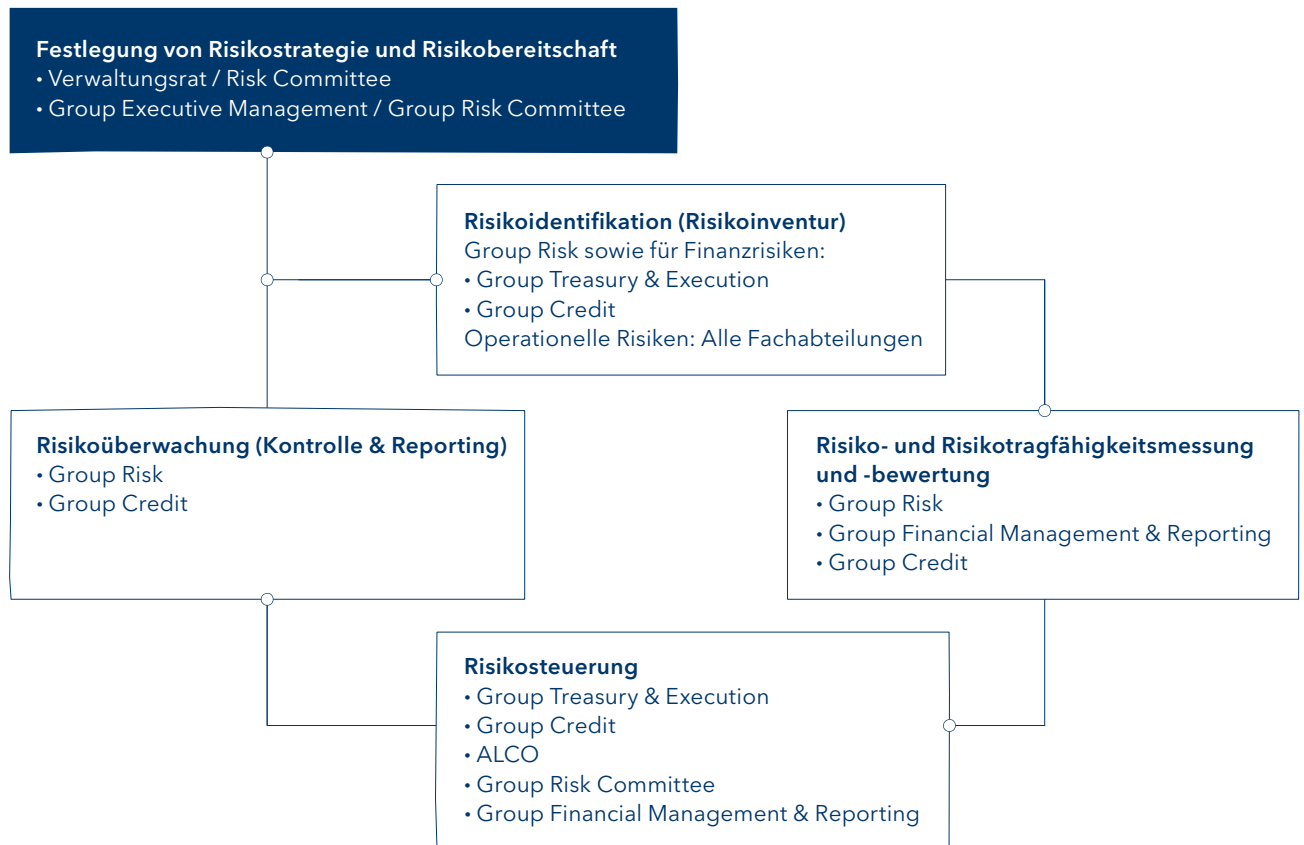 Festlegung von Risikostrategie und Risikobereitschaft
• Verwaltungsrat / Risk Committee
• Group Executive Management / Group Risk Committee
Risikoidentifikation (Risikoinventur)
Group Risk sowie für Finanzrisiken:
• Group Treasury & Execution
• Group Credit
Operationelle Risiken: Alle Fachabteilungen
Risikoüberwachung (Kontrolle & Reporting)
• Group Risk
• Group Credit
Risiko- und Risikotragfähigkeitsmessung
und -bewertung
• Group Risk
• Group Financial Management & Reporting
• Group Credit
Risikosteuerung
• Group Treasury & Execution
• Group Credit
• ALCO
• Group Risk Committee
• Group Financial Management & Reporting